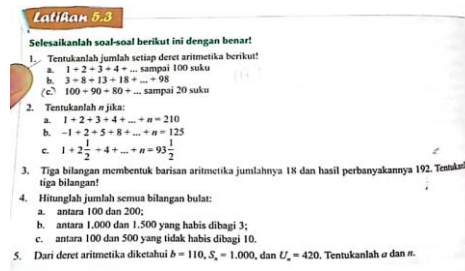 Latihan 5.3
Selesaikanlah soal-soal berikut ini dengan benar!
1. Tentukanlah jumlah setiap deret aritmetika berikut!
a. 1 + 2 + 3 + 4 + ... sampai 100 suku
b. 3 + 8 + 13 + 18 + ... + 98
c. 100 + 90 + 80 + ... sampai 20 suku
2. Tentukanlah n jika:
a. 1 + 2 + 3 + 4 + ... + n = 210
b. −1 + 2 + 5 + 8 + ... + n = 125
c. 1 + 2 1/2 + 4 + ... + n = 93 1/2
3. Tiga bilangan membentuk barisan aritmetika jumlahnya 18 dan hasil perbanyakannya 192. Tentukan
tiga bilangan!
4. Hitunglah jumlah semua bilangan bulat:
a. antara 100 dan 200;
b. antara 1.000 dan 1.500 yang habis dibagi 3;
c. antara 100 dan 500 yang tidak habis dibagi 10.
5. Dari deret aritmetika diketahui b = 110, Sₙ = 1.000, dan Uₙ = 420. Tentukanlah a dan n.